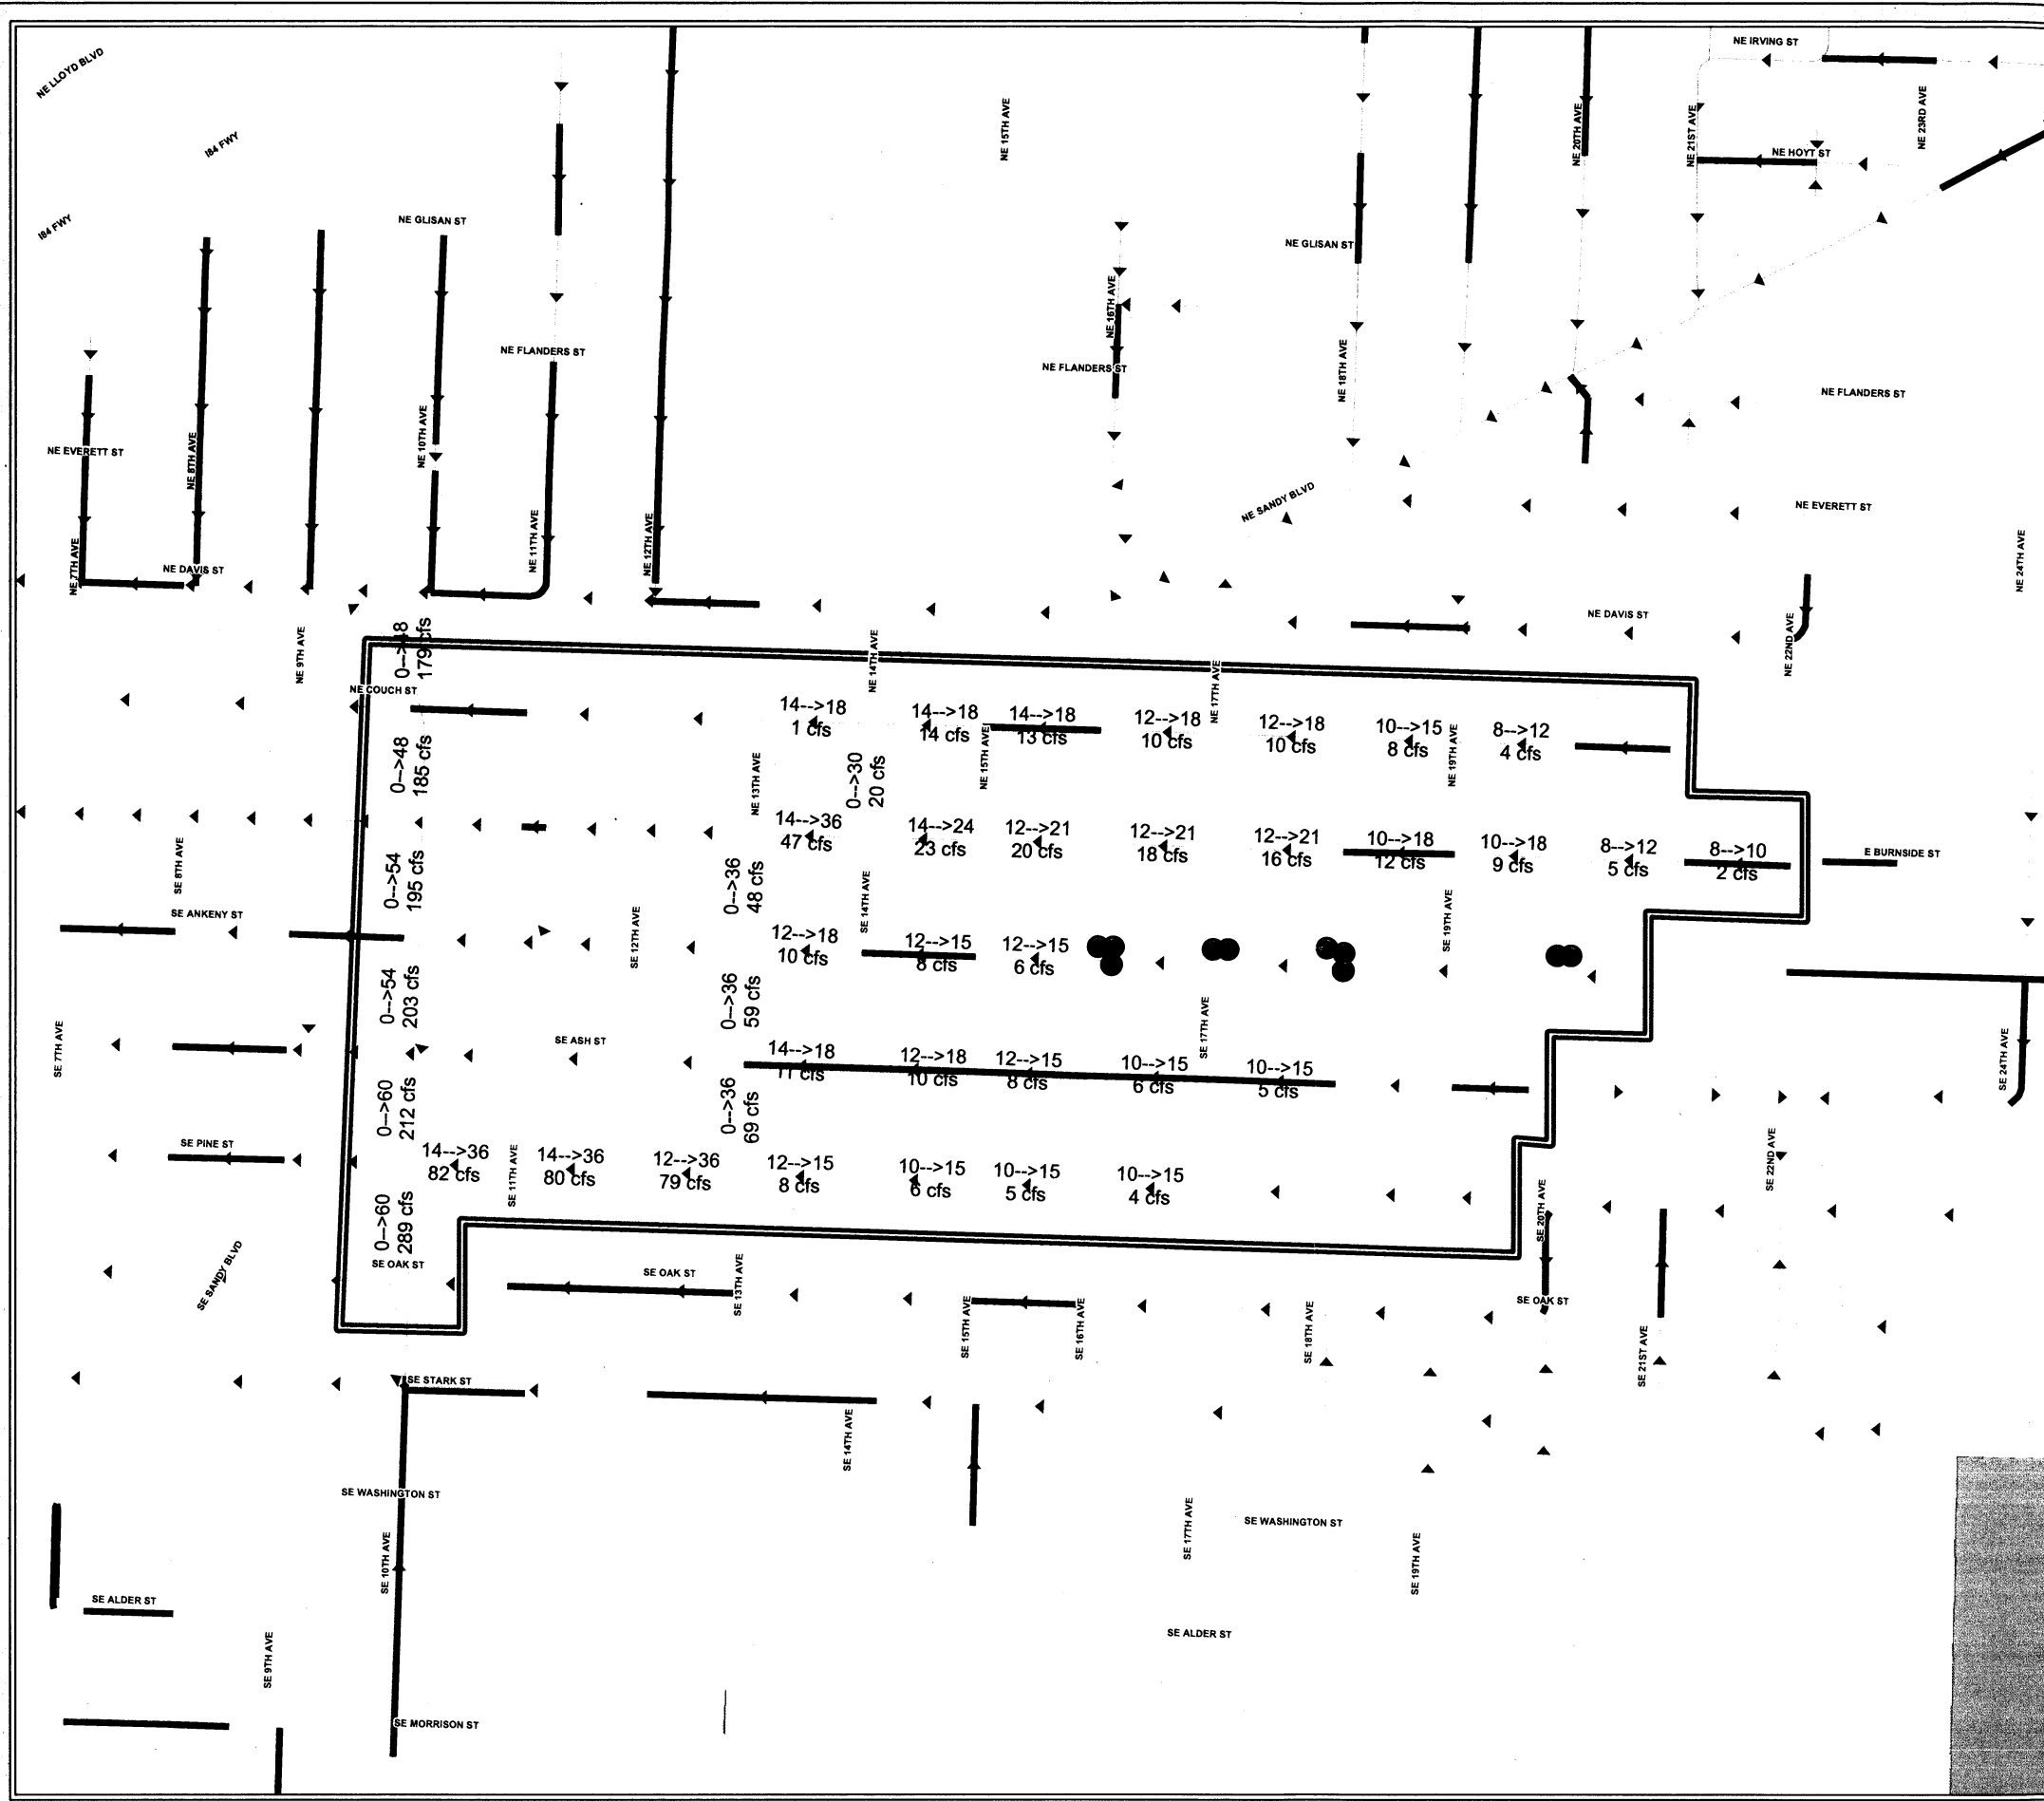 NE LLOYD BLVD
I84 FWY
I84 FWY
NE GLISAN ST
NE FLANDERS ST
NE EVERETT ST
NE DAVIS ST
NE 7TH AVE
NE 8TH AVE
NE 9TH AVE
NE 10TH AVE
NE 11TH AVE
NE 12TH AVE
NE 15TH AVE
NE 16TH AVE
NE FLANDERS ST
NE GLISAN ST
NE 18TH AVE
NE SANDY BLVD
NE 20TH AVE
NE 21ST AVE
NE IRVING ST
NE HOYT ST
NE 23RD AVE
NE FLANDERS ST
NE EVERETT ST
NE DAVIS ST
NE 22ND AVE
NE 24TH AVE
NE 14TH AVE
NE 17TH AVE
NE COUCH ST
0-->48
179 cfs
14-->18
1 cfs
14-->18
14 cfs
14-->18
13 cfs
12-->18
10 cfs
12-->18
10 cfs
10-->15
8 cfs
8-->12
4 cfs
NE 13TH AVE
NE 15TH AVE
NE 19TH AVE
0-->48
185 cfs
0-->30
20 cfs
14-->36
47 cfs
14-->24
23 cfs
12-->21
20 cfs
12-->21
18 cfs
12-->21
16 cfs
10-->18
12 cfs
10-->18
9 cfs
8-->12
5 cfs
8-->10
2 cfs
E BURNSIDE ST
SE 8TH AVE
SE ANKENY ST
0-->54
195 cfs
0-->36
48 cfs
SE 12TH AVE
SE 14TH AVE
SE 19TH AVE
12-->18
10 cfs
12-->15
8 cfs
12-->15
6 cfs
0-->54
203 cfs
0-->36
59 cfs
SE 7TH AVE
SE ASH ST
SE 17TH AVE
SE 24TH AVE
14-->18
11 cfs
12-->18
10 cfs
12-->15
8 cfs
10-->15
6 cfs
10-->15
5 cfs
0-->60
212 cfs
0-->36
69 cfs
SE PINE ST
SE 11TH AVE
14-->36
82 cfs
14-->36
80 cfs
12-->36
79 cfs
12-->15
8 cfs
10-->15
6 cfs
10-->15
5 cfs
10-->15
4 cfs
SE 22ND AVE
SE 20TH AVE
0-->60
289 cfs
SE OAK ST
SE SANDY BLVD
SE OAK ST
SE 13TH AVE
SE 15TH AVE
SE 16TH AVE
SE 18TH AVE
SE OAK ST
SE 21ST AVE
SE STARK ST
SE 14TH AVE
SE WASHINGTON ST
SE 10TH AVE
SE 17TH AVE
SE WASHINGTON ST
SE 19TH AVE
SE ALDER ST
SE 9TH AVE
SE ALDER ST
SE MORRISON ST